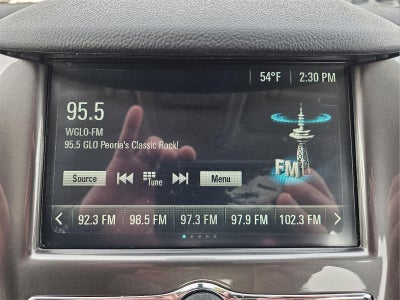 54°F 2:30 PM
95.5
WGLO-FM
95.5 GLO Peoria's Classic Rock!
FM
Source Tune Menu
92.3 FM 98.5 FM 97.3 FM 97.9 FM 102.3 FM